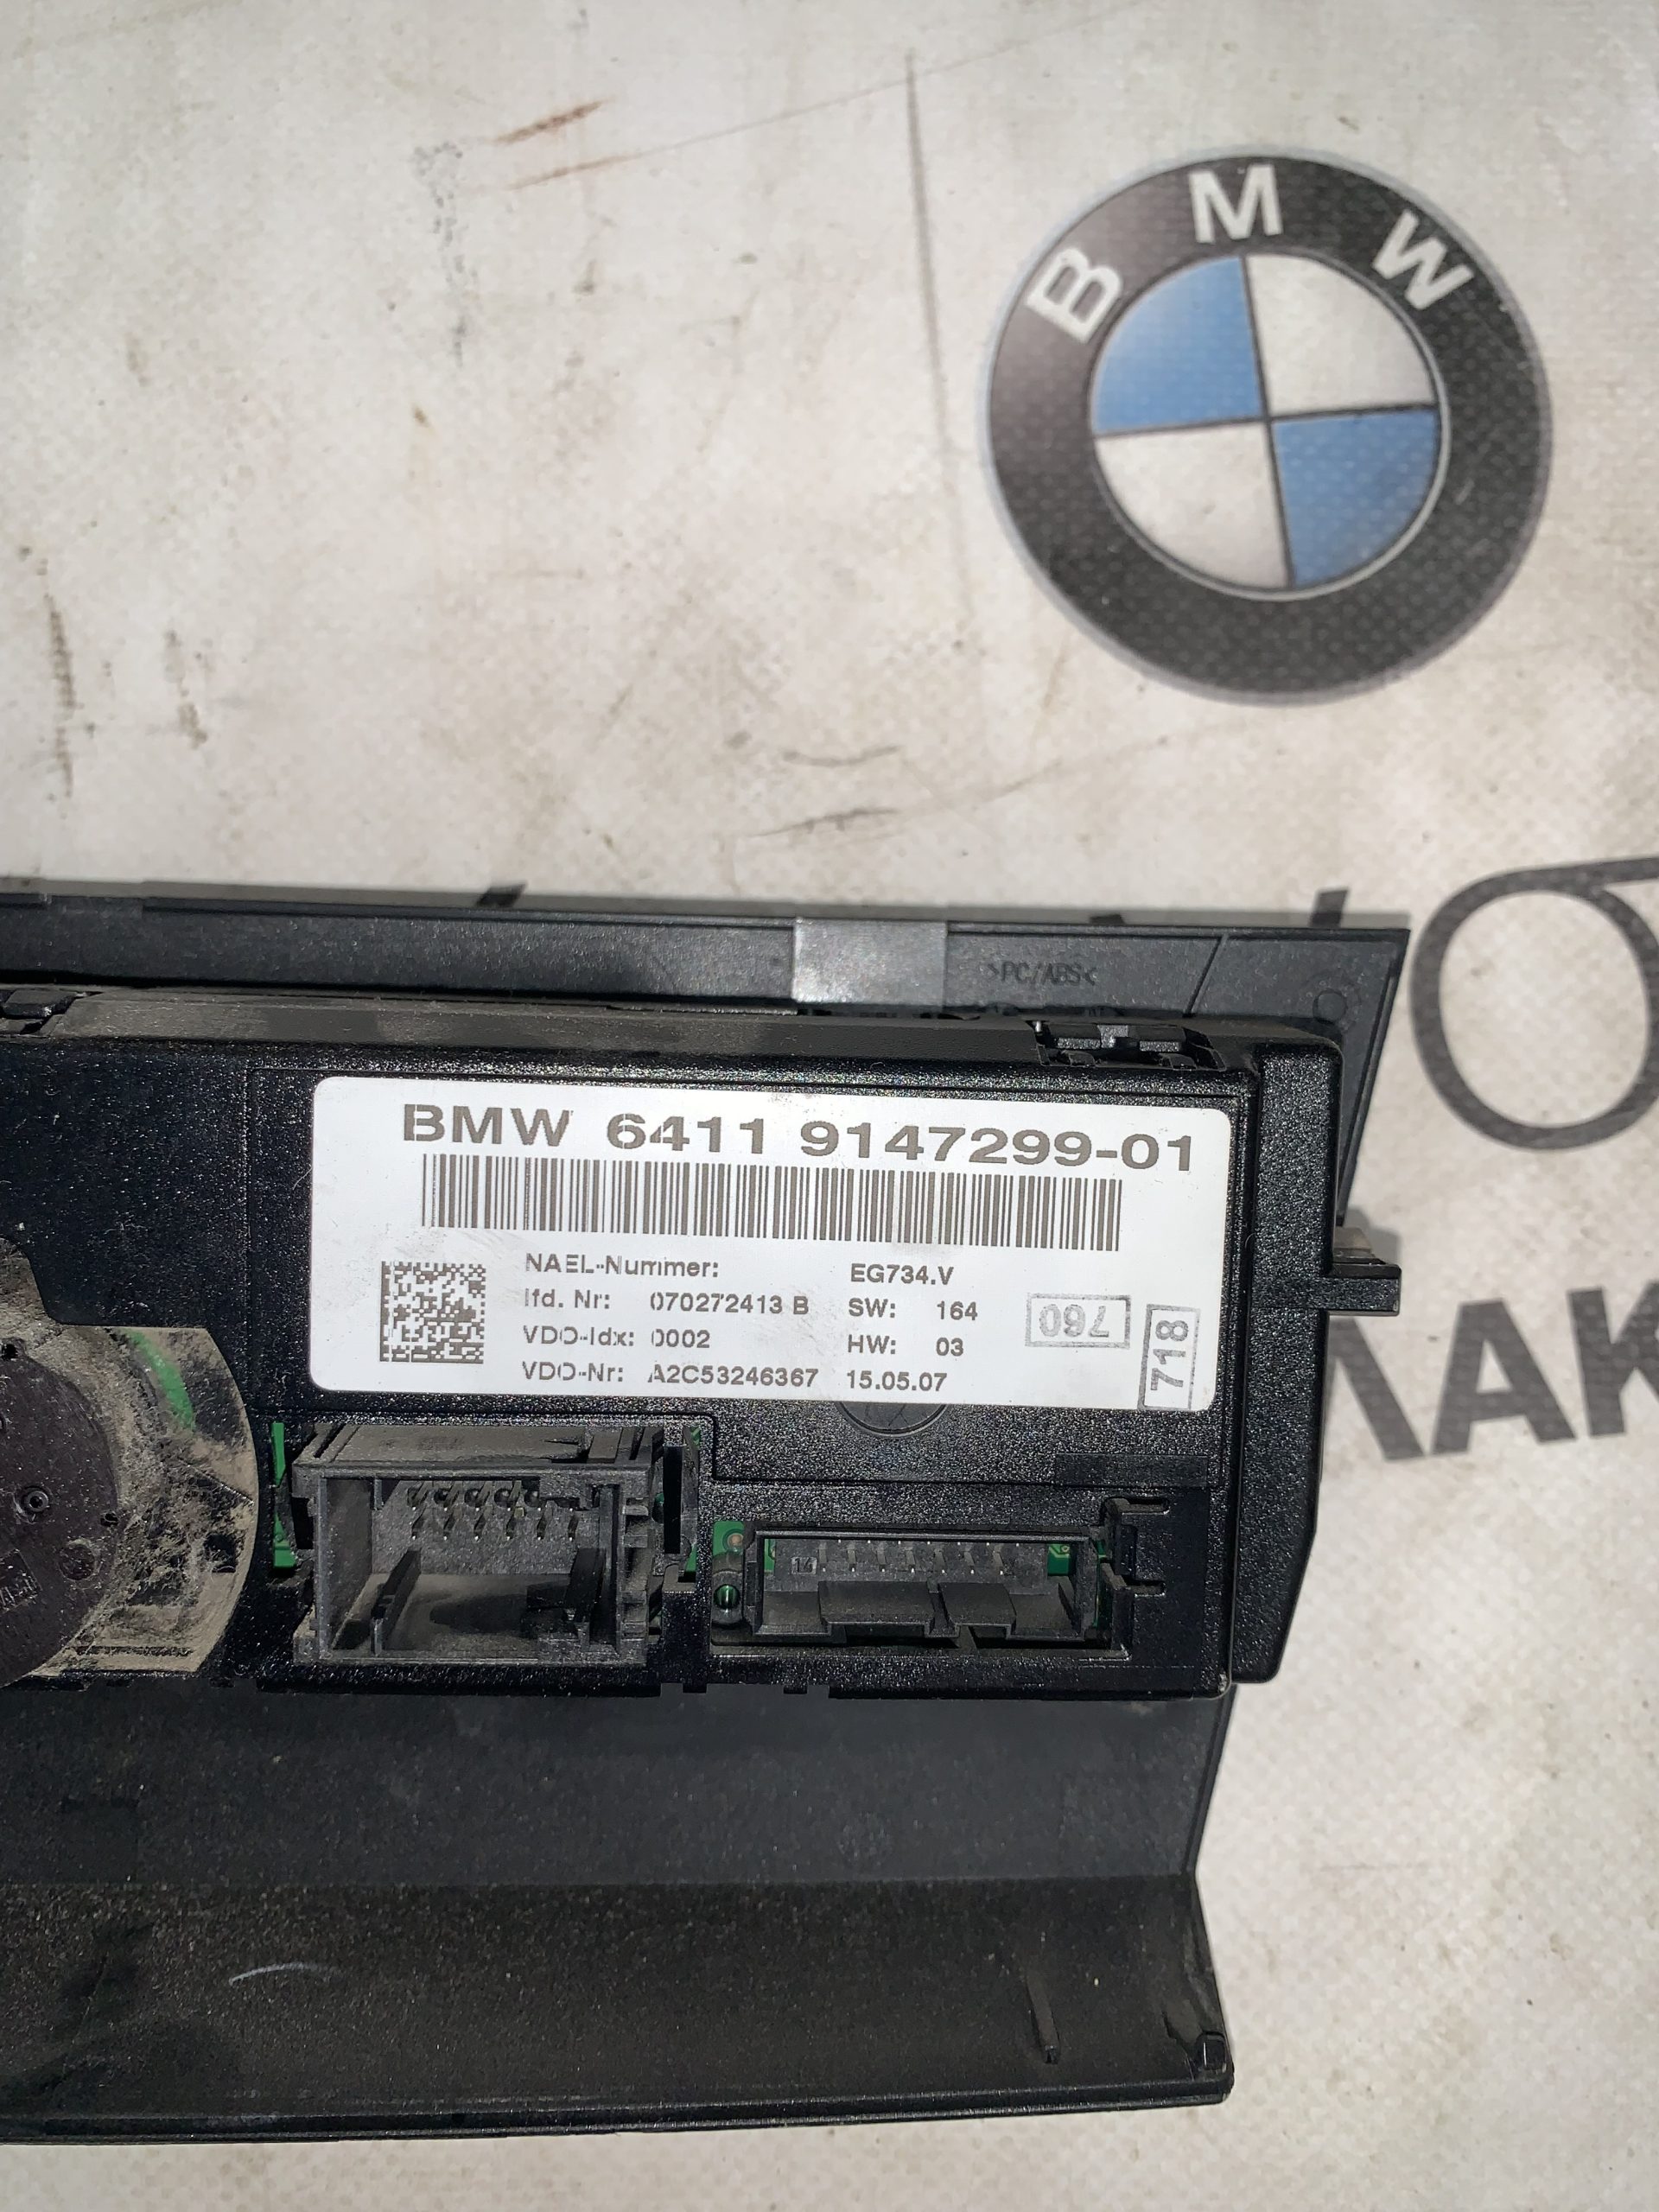 BMW
>PC/ABS<
BMW 6411 9147299-01
NAEL-Nummer: EG734.V
lfd. Nr: 070272413 B SW: 164
VDO-Idx: 0002 HW: 03
VDO-Nr: A2C53246367 15.05.07
760
718
14